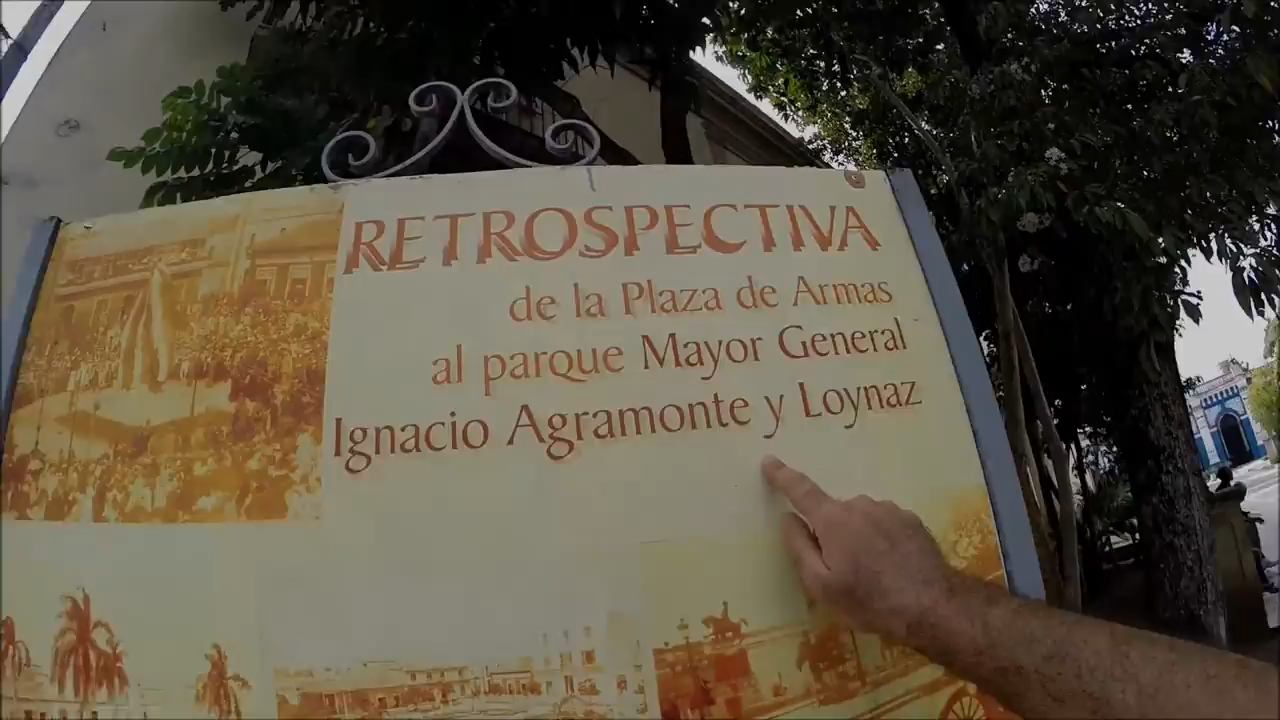 RETROSPECTIVA
de la Plaza de Armas
al parque Mayor General
Ignacio Agramonte y Loynaz